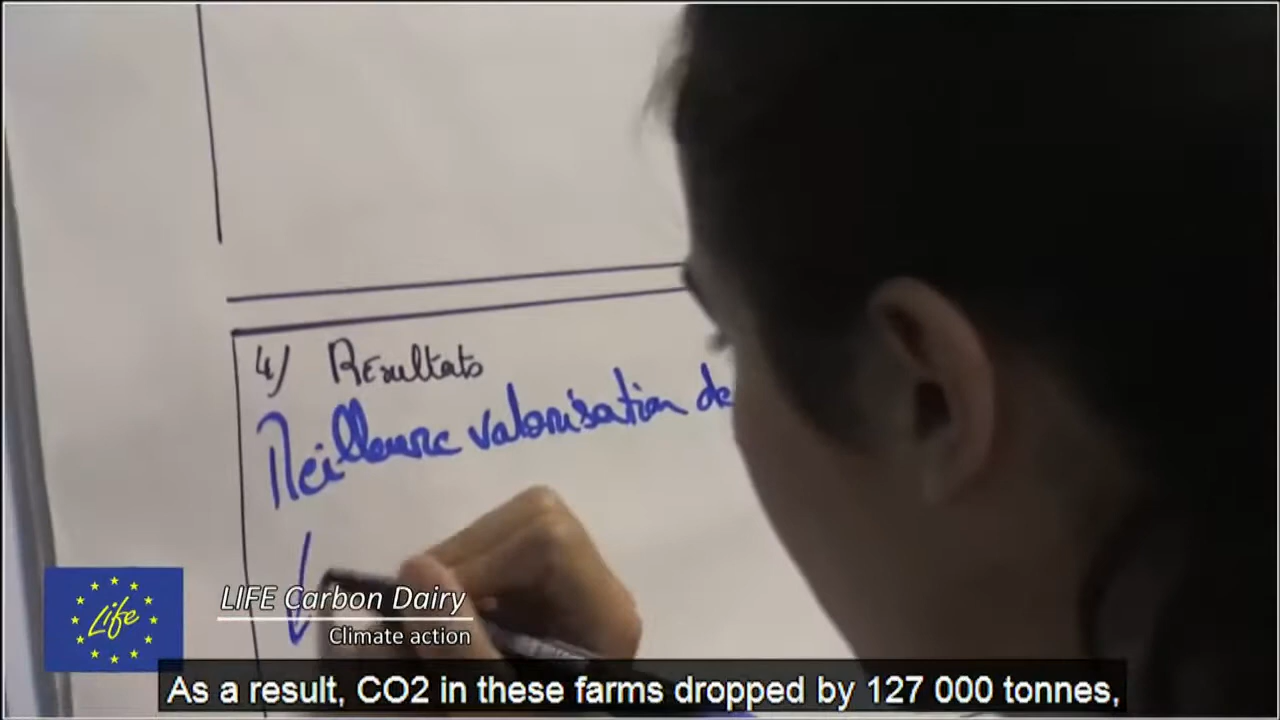 4) Résultats
Meilleure valorisation de
Life
LIFE Carbon Dairy
Climate action
As a result, CO2 in these farms dropped by 127 000 tonnes,